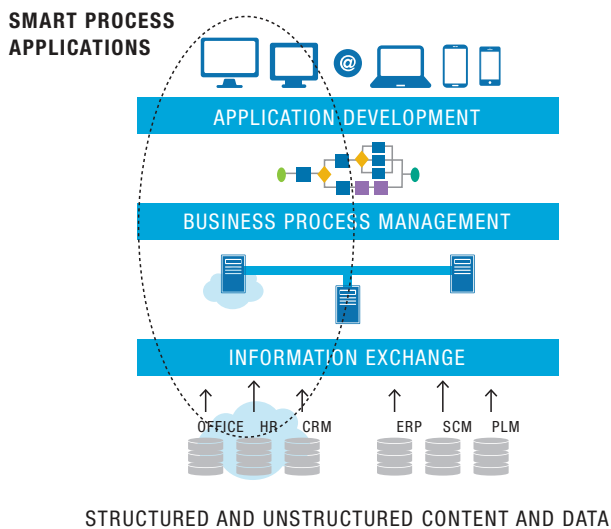 SMART PROCESS
APPLICATIONS
@
APPLICATION DEVELOPMENT
BUSINESS PROCESS MANAGEMENT
INFORMATION EXCHANGE
OFFICE HR CRM ERP SCM PLM
STRUCTURED AND UNSTRUCTURED CONTENT AND DATA